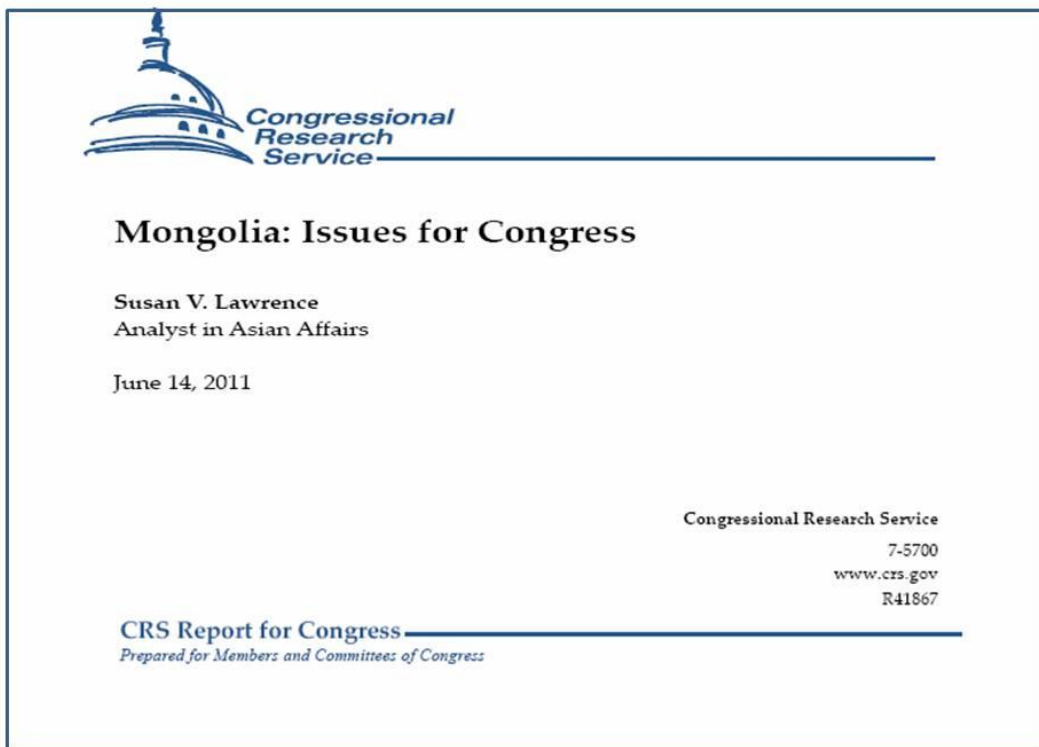 Congressional
Research
Service
Mongolia: Issues for Congress
Susan V. Lawrence
Analyst in Asian Affairs
June 14, 2011
Congressional Research Service
7-5700
www.crs.gov
R41867
CRS Report for Congress
Prepared for Members and Committees of Congress